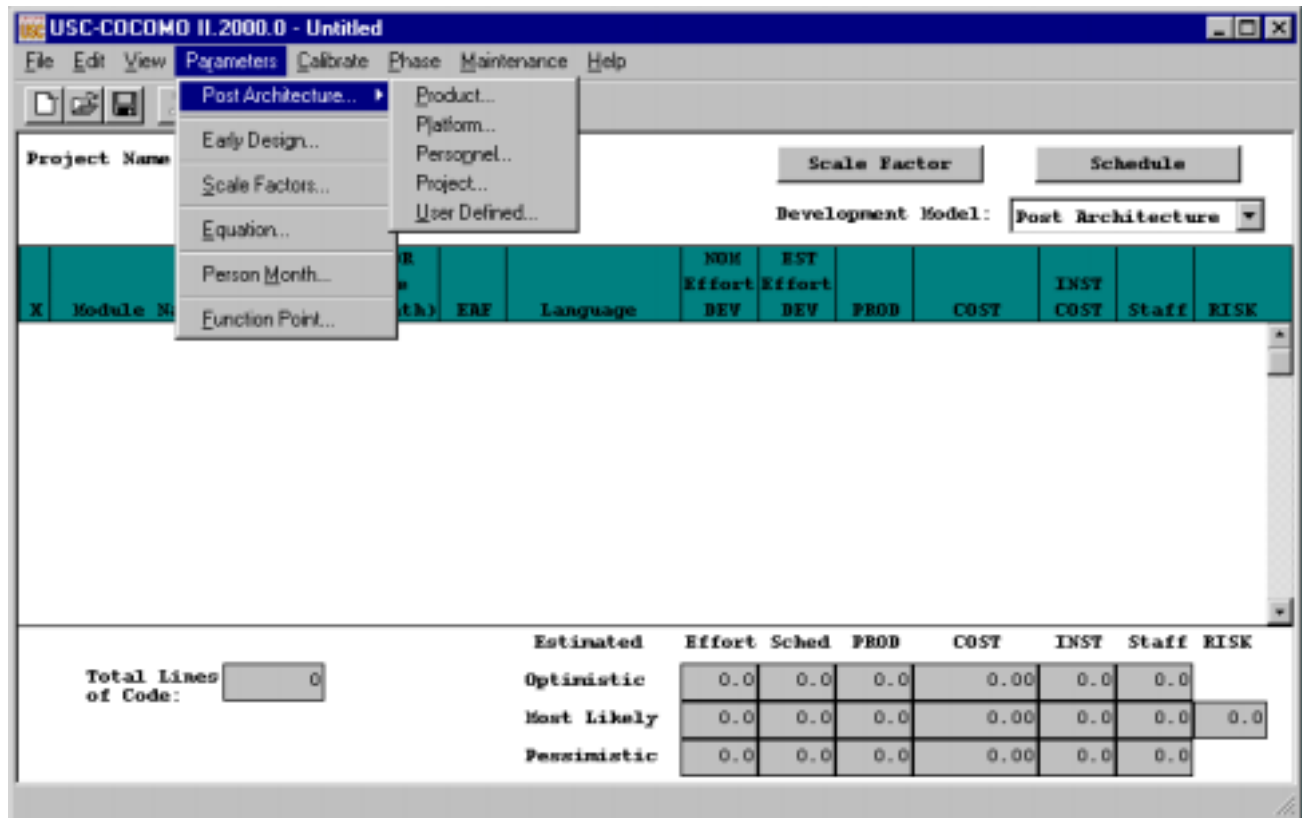 USC-COCOMO II.2000.0 - Untitled
File Edit View Parameters Calibrate Phase Maintenance Help
Post Architecture...
Early Design...
Scale Factors...
Equation...
Person Month...
Function Point...
Product...
Platform...
Personnel...
Project...
User Defined...
Project Name
Scale Factor
Schedule
Development Model: Post Architecture
X
Module Na
EAF
Language
NOM Effort DEV
EST Effort DEV
PROD
COST
INST COST
Staff
RISK
Total Lines of Code: 0
Estimated Effort Sched PROD COST INST Staff RISK
Optimistic 0.0 0.0 0.0 0.00 0.0 0.0
Most Likely 0.0 0.0 0.0 0.00 0.0 0.0 0.0
Pessimistic 0.0 0.0 0.0 0.00 0.0 0.0